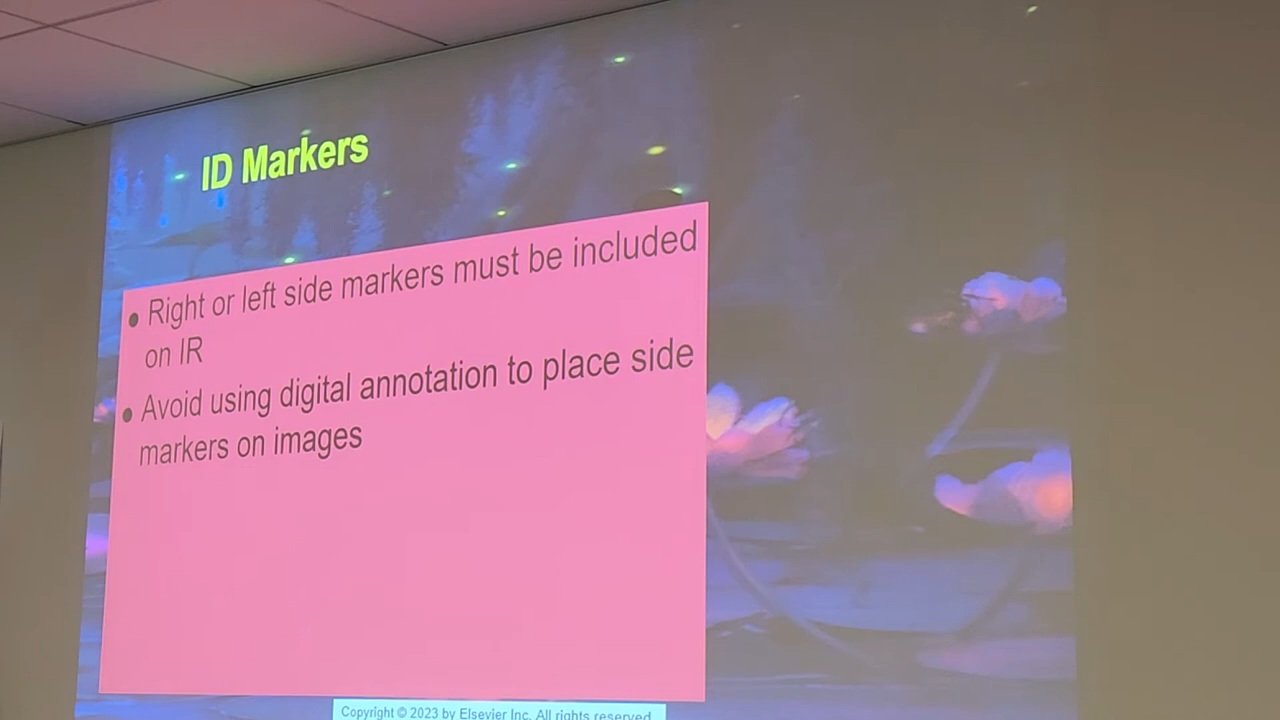 ID Markers
• Right or left side markers must be included
on IR
• Avoid using digital annotation to place side
markers on images
Copyright © 2023 by Elsevier Inc. All rights reserved.